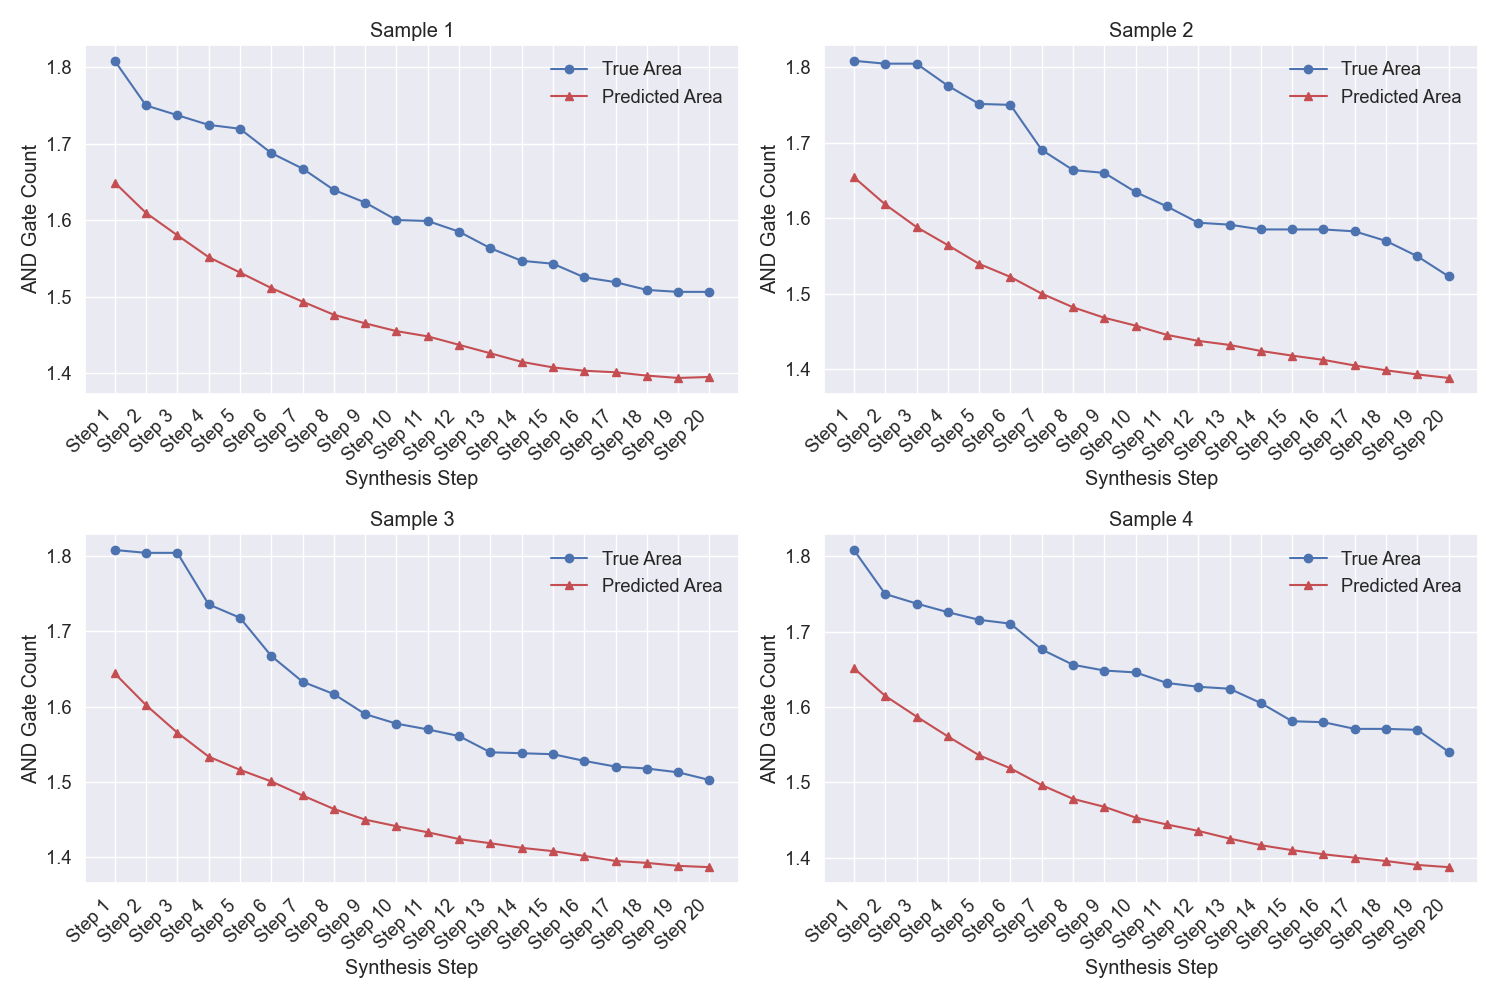 Sample 1
True Area
Predicted Area
AND Gate Count
1.8
1.7
1.6
1.5
1.4
Step 1
Step 2
Step 3
Step 4
Step 5
Step 6
Step 7
Step 8
Step 9
Step 10
Step 11
Step 12
Step 13
Step 14
Step 15
Step 16
Step 17
Step 18
Step 19
Step 20
Synthesis Step
Sample 2
True Area
Predicted Area
AND Gate Count
1.8
1.7
1.6
1.5
1.4
Step 1
Step 2
Step 3
Step 4
Step 5
Step 6
Step 7
Step 8
Step 9
Step 10
Step 11
Step 12
Step 13
Step 14
Step 15
Step 16
Step 17
Step 18
Step 19
Step 20
Synthesis Step
Sample 3
True Area
Predicted Area
AND Gate Count
1.8
1.7
1.6
1.5
1.4
Step 1
Step 2
Step 3
Step 4
Step 5
Step 6
Step 7
Step 8
Step 9
Step 10
Step 11
Step 12
Step 13
Step 14
Step 15
Step 16
Step 17
Step 18
Step 19
Step 20
Synthesis Step
Sample 4
True Area
Predicted Area
AND Gate Count
1.8
1.7
1.6
1.5
1.4
Step 1
Step 2
Step 3
Step 4
Step 5
Step 6
Step 7
Step 8
Step 9
Step 10
Step 11
Step 12
Step 13
Step 14
Step 15
Step 16
Step 17
Step 18
Step 19
Step 20
Synthesis Step